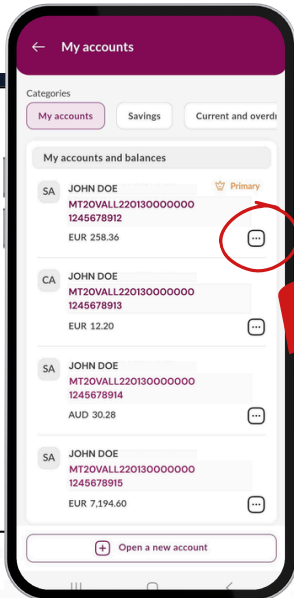 ← My accounts
Categories
My accounts Savings Current and overd
My accounts and balances
SA JOHN DOE Primary
MT20VALL220130000000
1245678912
EUR 258.36
CA JOHN DOE
MT20VALL220130000000
1245678913
EUR 12.20
SA JOHN DOE
MT20VALL220130000000
1245678914
AUD 30.28
SA JOHN DOE
MT20VALL220130000000
1245678915
EUR 7,194.60
Open a new account